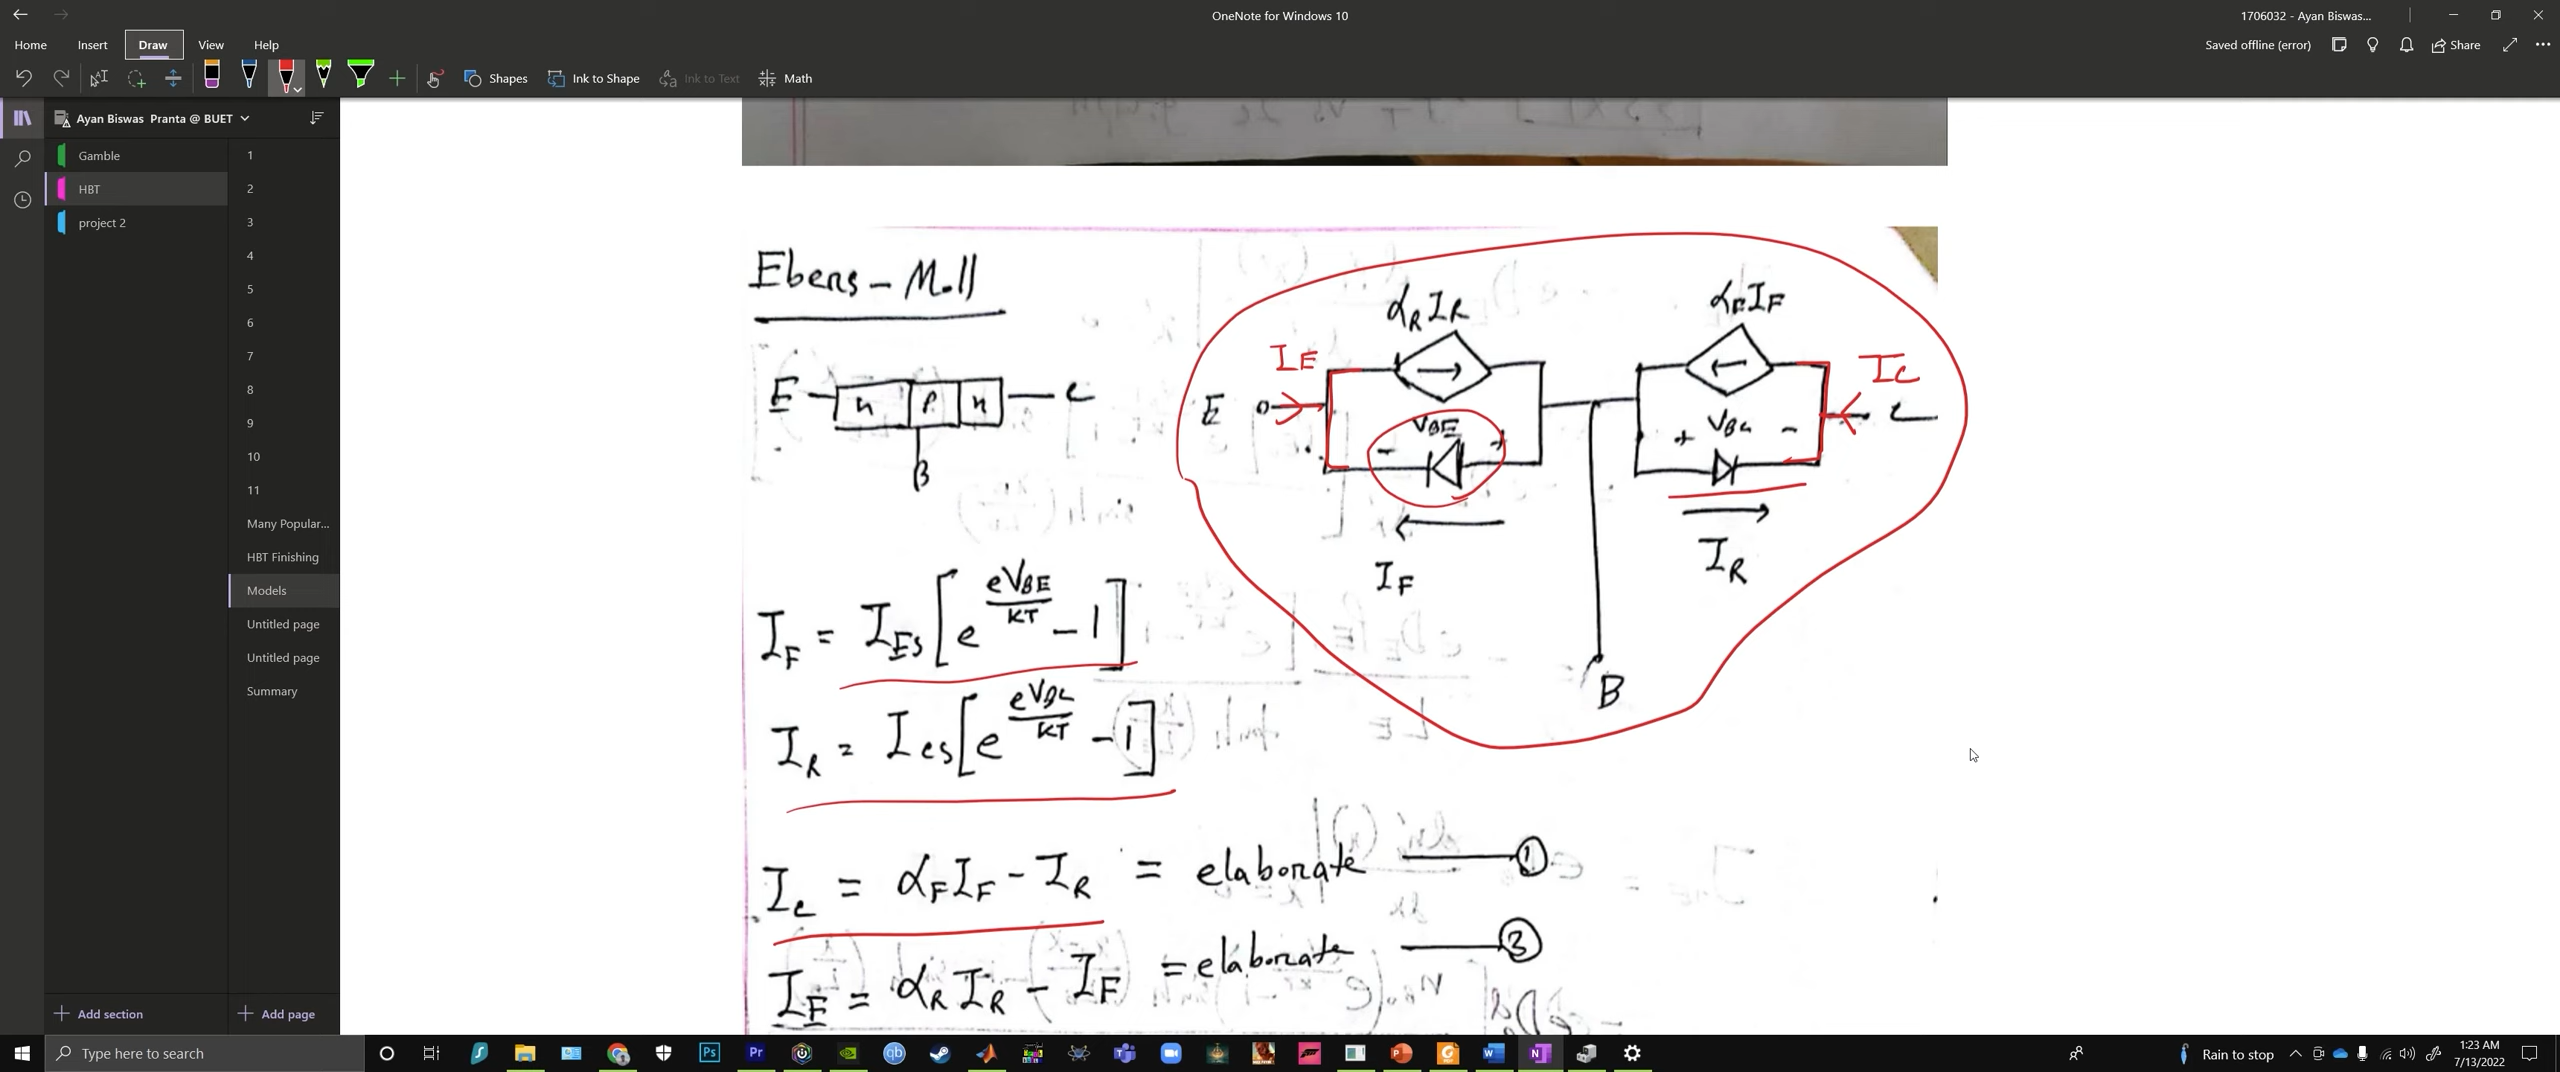 OneNote for Windows 10
1706032 - Ayan Biswas...
Home Insert Draw View Help
Saved offline (error) Share
Shapes Ink to Shape Ink to Text Math
Ayan Biswas Pranta @ BUET
Gamble
HBT
project 2
1
2
3
4
5
6
7
8
9
10
11
Many Popular...
HBT Finishing
Models
Untitled page
Untitled page
Summary
Add section
Add page
Ebers - Moll
E n p n C
B
α_R I_R α_F I_F
I_E I_C
E C
V_BE + V_BC -
- +
I_F I_R
B
I_F = I_Es [e^(eV_BE/KT) - 1]
I_R = I_cs [e^(eV_BC/KT) - 1]
I_c = α_F I_F - I_R = elaborate ①
I_E = α_R I_R - I_F = elaborate ②
Type here to search
Rain to stop
1:23 AM
7/13/2022